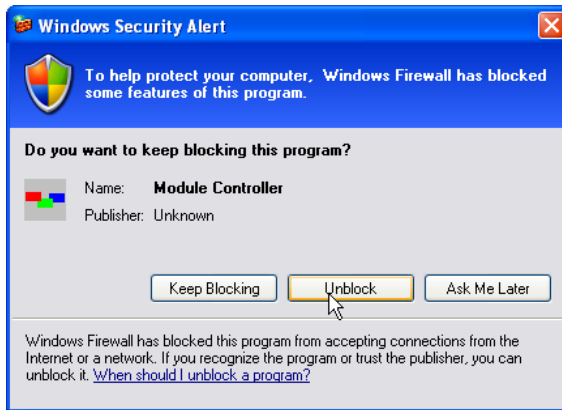 Windows Security Alert
To help protect your computer, Windows Firewall has blocked
some features of this program.
Do you want to keep blocking this program?
Name: Module Controller
Publisher: Unknown
Keep Blocking Unblock Ask Me Later
Windows Firewall has blocked this program from accepting connections from the
Internet or a network. If you recognize the program or trust the publisher, you can
unblock it. When should I unblock a program?